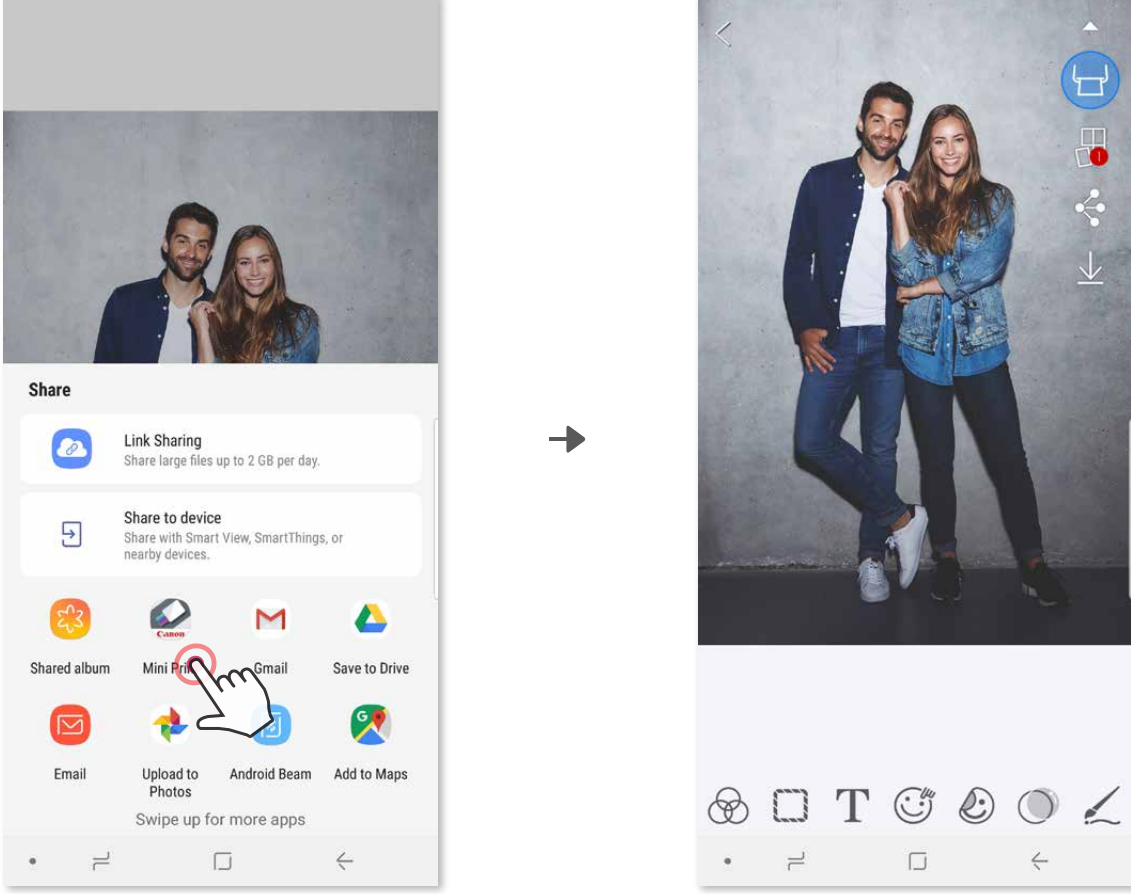 Share
Link Sharing
Share large files up to 2 GB per day.
Share to device
Share with Smart View, SmartThings, or
nearby devices.
Canon
Shared album
Mini
Gmail
Save to Drive
G
Email
Upload to
Photos
Android Beam
Add to Maps
Swipe up for more apps
T